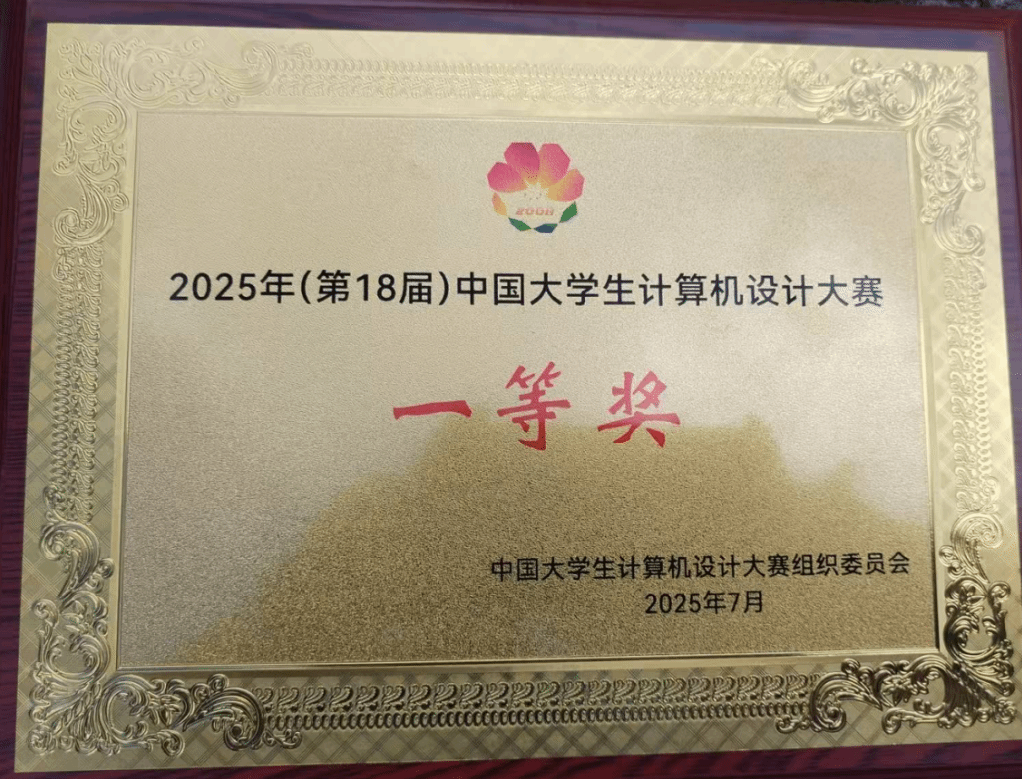 2008
2025年(第18届)中国大学生计算机设计大赛
一等奖
中国大学生计算机设计大赛组织委员会
2025年7月